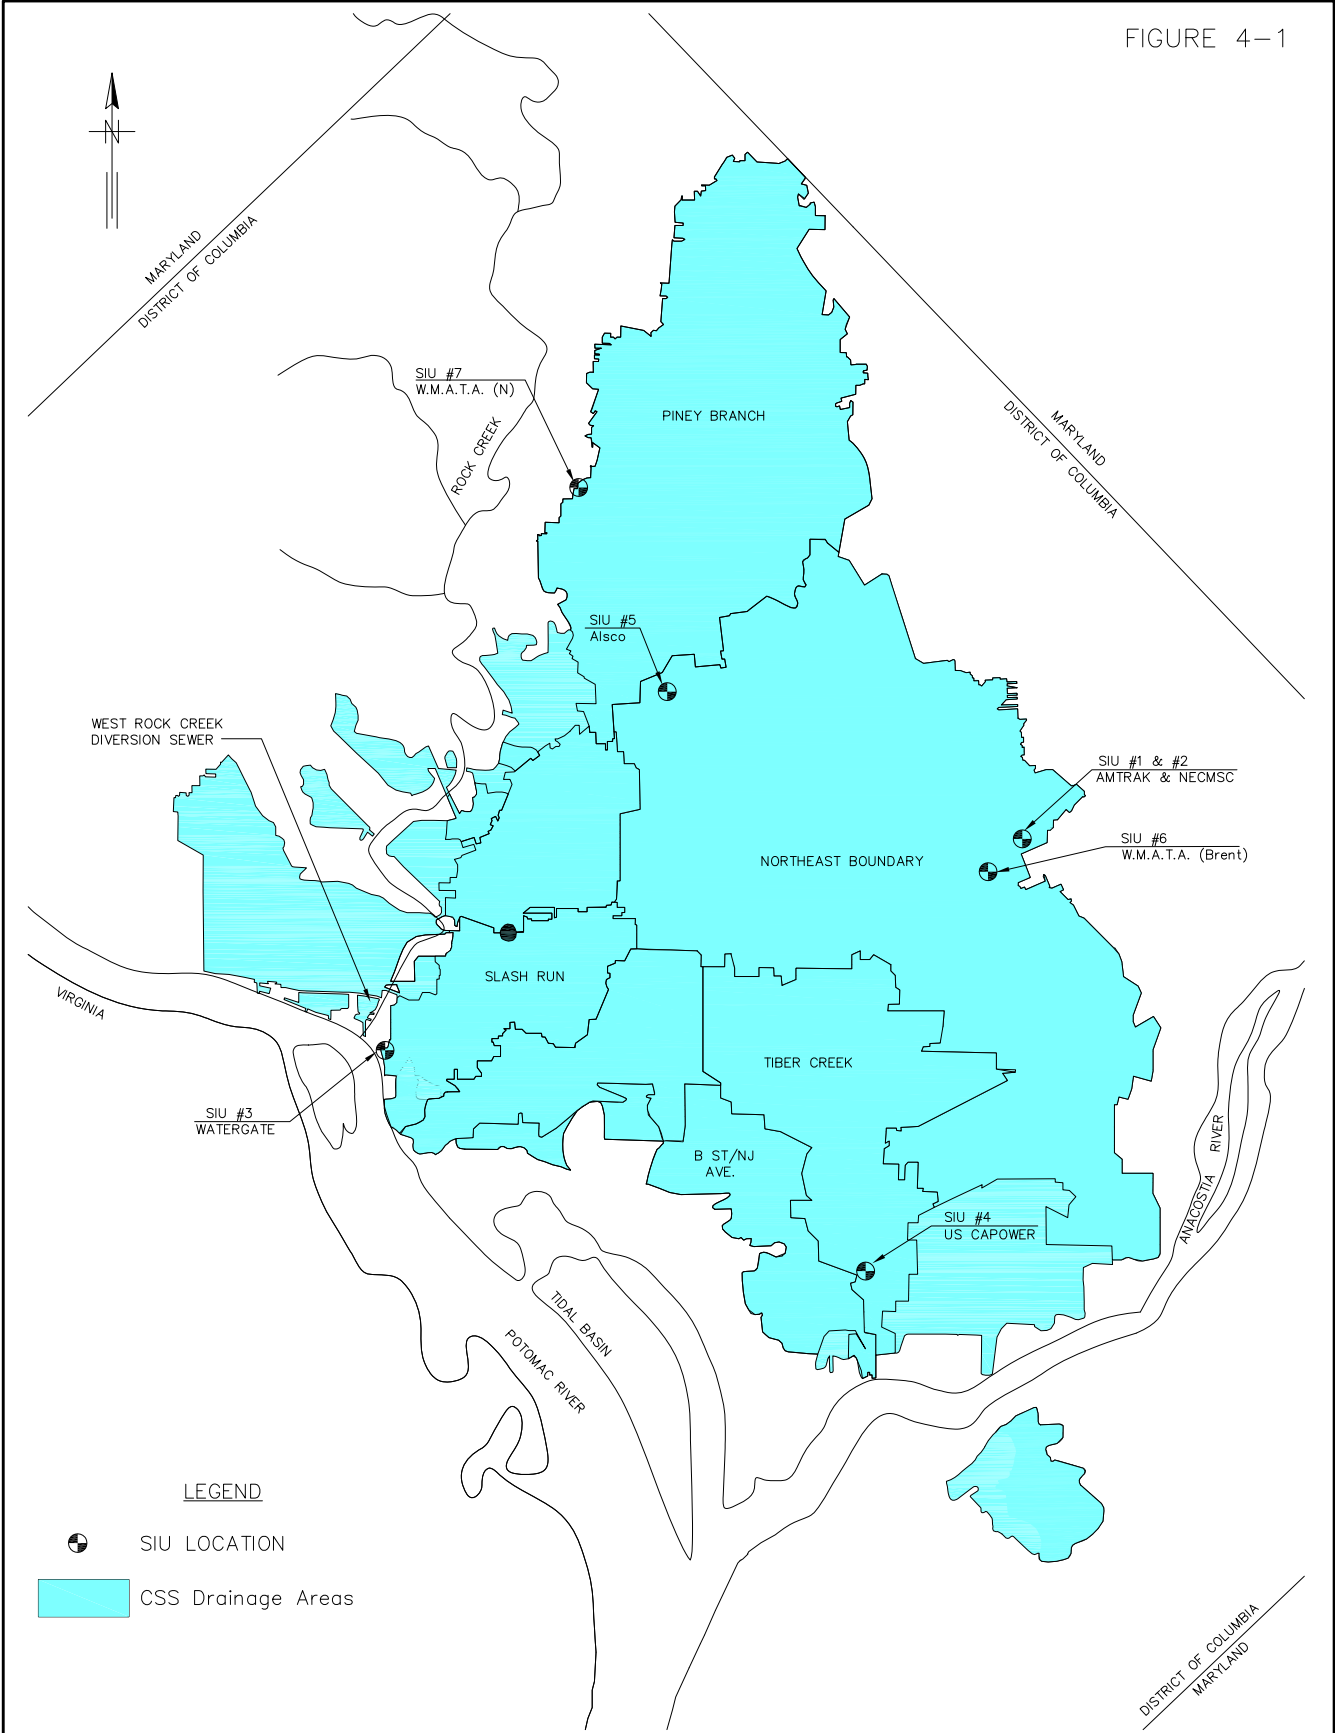 FIGURE 4-1
N
MARYLAND
DISTRICT OF COLUMBIA
SIU #7
W.M.A.T.A. (N)
ROCK CREEK
PINEY BRANCH
MARYLAND
DISTRICT OF COLUMBIA
SIU #5
Alsco
WEST ROCK CREEK
DIVERSION SEWER
SIU #1 & #2
AMTRAK & NECMSC
SIU #6
W.M.A.T.A. (Brent)
NORTHEAST BOUNDARY
SLASH RUN
VIRGINIA
TIBER CREEK
SIU #3
WATERGATE
B ST/NJ
AVE.
ANACOSTIA RIVER
SIU #4
US CAPOWER
TIDAL BASIN
POTOMAC RIVER
LEGEND
SIU LOCATION
CSS Drainage Areas
DISTRICT OF COLUMBIA
MARYLAND